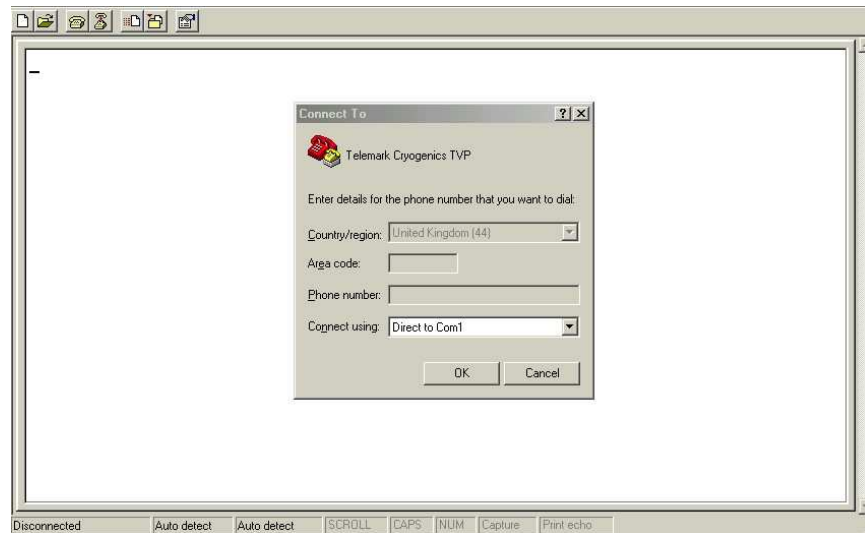 Connect To
Telemark Cryogenics TVP
Enter details for the phone number that you want to dial:
Country/region: United Kingdom (44)
Area code:
Phone number:
Connect using: Direct to Com1
OK Cancel
Disconnected Auto detect Auto detect SCROLL CAPS NUM Capture Print echo